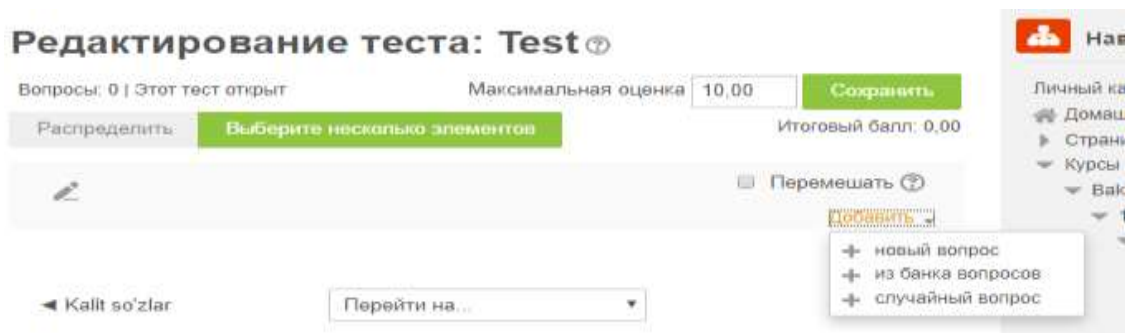 Редактирование теста: Test
Вопросы: 0 | Этот тест открыт
Максимальная оценка 10,00 Сохранить
Распределить Выберите несколько элементов
Итоговый балл: 0,00
Перемешать
Добавить
новый вопрос
из банка вопросов
случайный вопрос
◄ Kalit so'zlar
Перейти на...
Нав
Личный ка
Домаш
Страни
Курсы
Bak